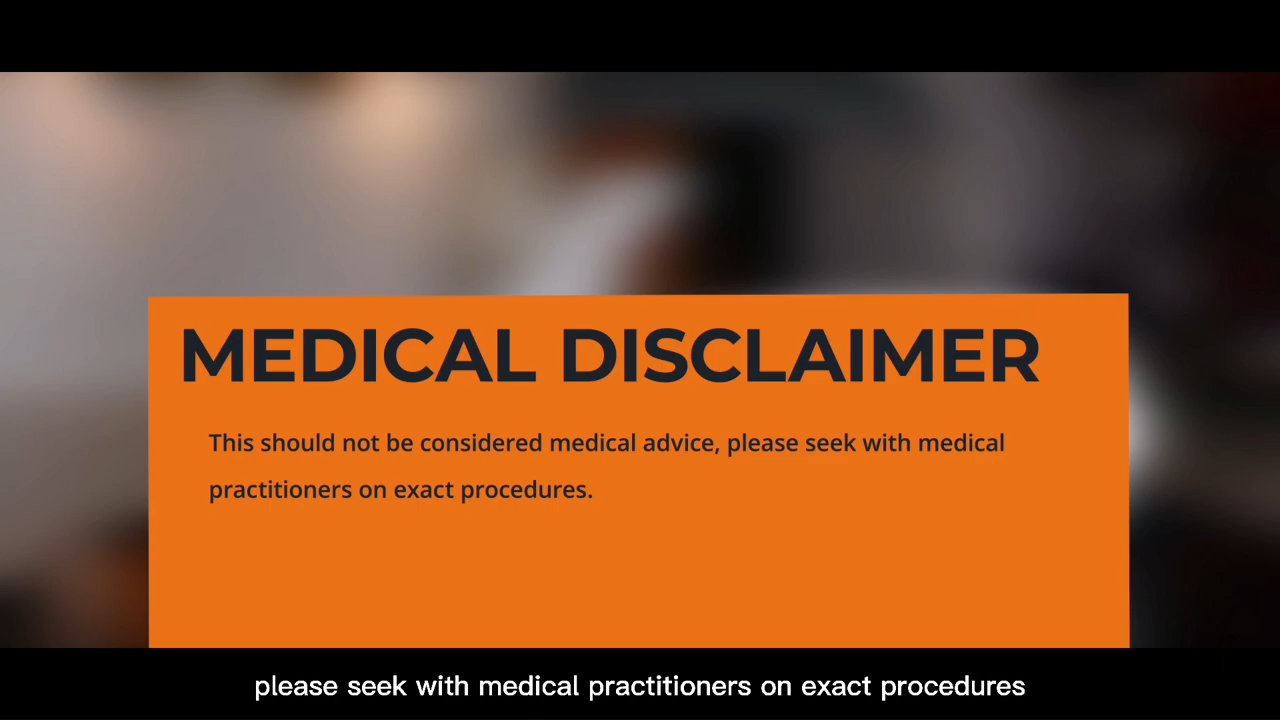 MEDICAL DISCLAIMER
This should not be considered medical advice, please seek with medical
practitioners on exact procedures.
please seek with medical practitioners on exact procedures